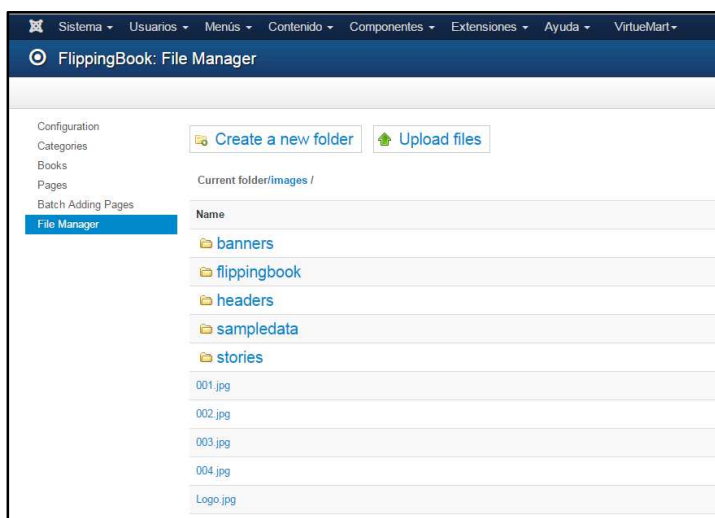 Sistema Usuarios Menús Contenido Componentes Extensiones Ayuda VirtueMart
FlippingBook: File Manager
Configuration
Categories
Books
Pages
Batch Adding Pages
File Manager
Create a new folder Upload files
Current folder/images /
Name
banners
flippingbook
headers
sampledata
stories
001.jpg
002.jpg
003.jpg
004.jpg
Logo.jpg